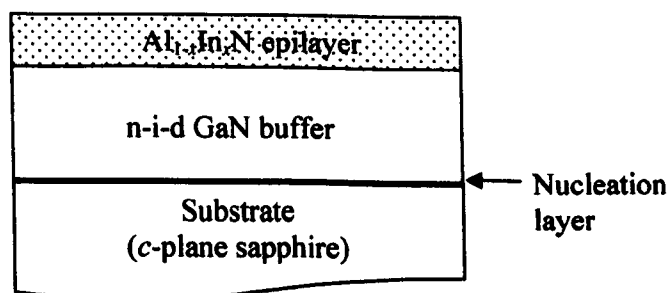 Al₁₋ₓInₓN epilayer
n-i-d GaN buffer
Nucleation
layer
Substrate
(c-plane sapphire)